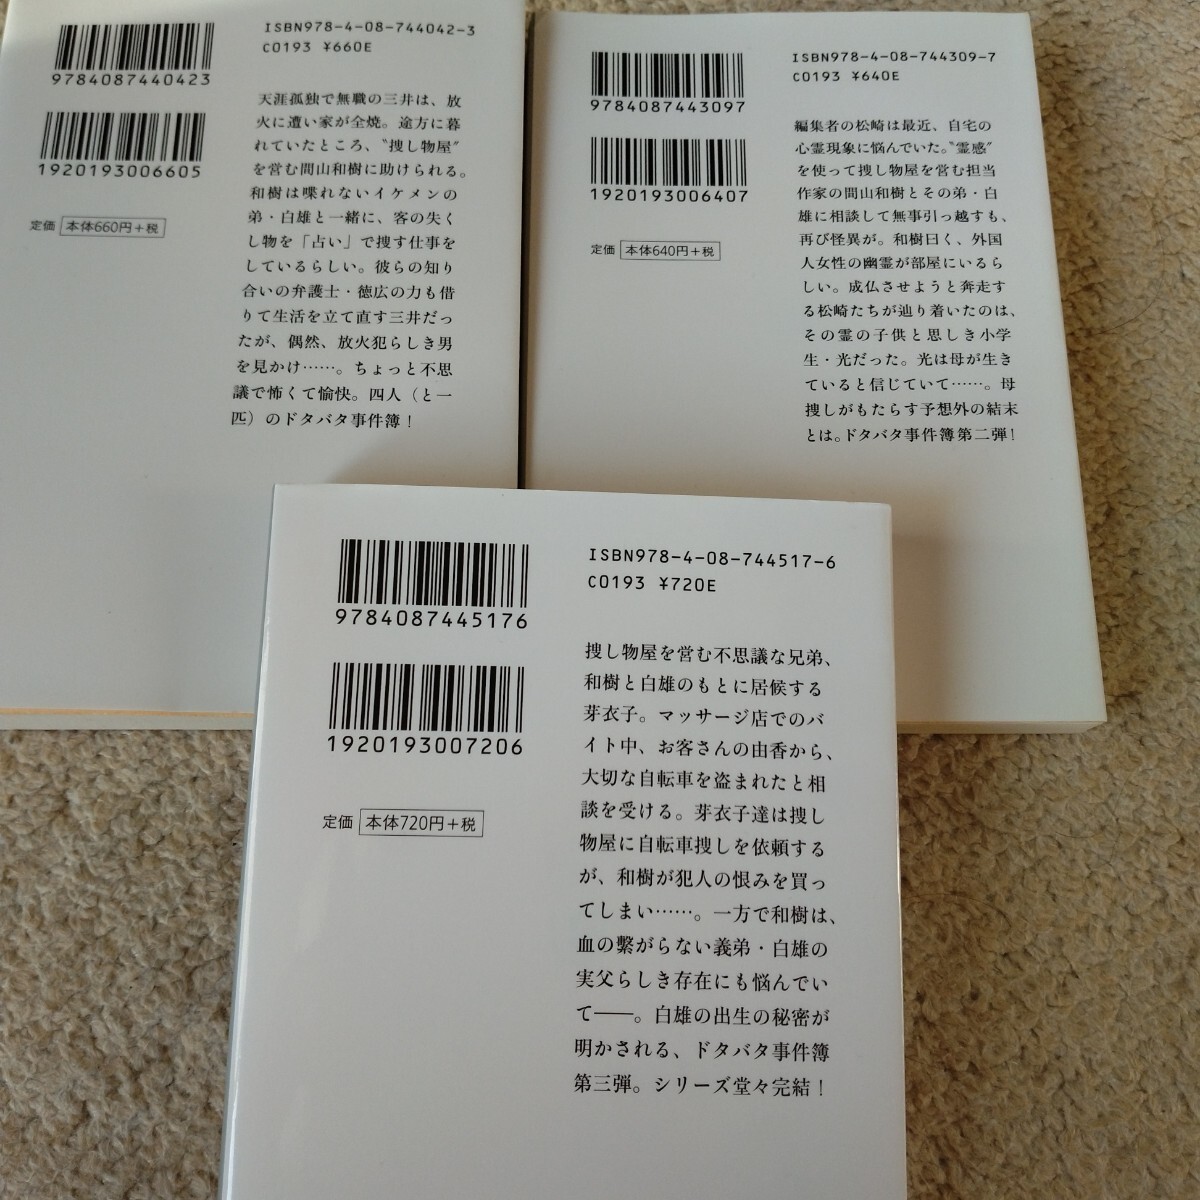 ISBN978-4-08-744042-3
C0193 ¥660E
9784087440423
1920193006605
定価 本体660円+税
天涯孤独で無職の三井は、放
火に遭い家が全焼。途方に暮
れていたところ、〝捜し物屋〟
を営む間山和樹に助けられる。
和樹は喋れないイケメンの
弟・白雄と一緒に、客の失く
し物を「占い」で捜す仕事を
しているらしい。彼らの知り
合いの弁護士・徳広の力も借
りて生活を立て直す三井だっ
たが、偶然、放火犯らしき男
を見かけ……。ちょっと不思
議で怖くて愉快。四人(と一
匹)のドタバタ事件簿!
ISBN978-4-08-744309-7
C0193 ¥640E
9784087443097
1920193006407
定価 本体640円+税
編集者の松崎は最近、自宅の
心霊現象に悩んでいた。〝霊感〟
を使って捜し物屋を営む担当
作家の間山和樹とその弟・白
雄に相談して無事引っ越すも、
再び怪異が。和樹曰く、外国
人女性の幽霊が部屋にいるら
しい。成仏させようと奔走す
る松崎たちが辿り着いたのは、
その霊の子供と思しき小学
生・光だった。光は母が生き
ていると信じていて……。母
捜しがもたらす予想外の結末
とは。ドタバタ事件簿第二弾!
ISBN978-4-08-744517-6
C0193 ¥720E
9784087445176
1920193007206
定価 本体720円+税
捜し物屋を営む不思議な兄弟、
和樹と白雄のもとに居候する
芽衣子。マッサージ店でのバ
イト中、お客さんの由香から、
大切な自転車を盗まれたと相
談を受ける。芽衣子達は捜し
物屋に自転車捜しを依頼する
が、和樹が犯人の恨みを買っ
てしまい……。一方で和樹は、
血の繋がらない義弟・白雄の
実父らしき存在にも悩んでい
て――。白雄の出生の秘密が
明かされる、ドタバタ事件簿
第三弾。シリーズ堂々完結!